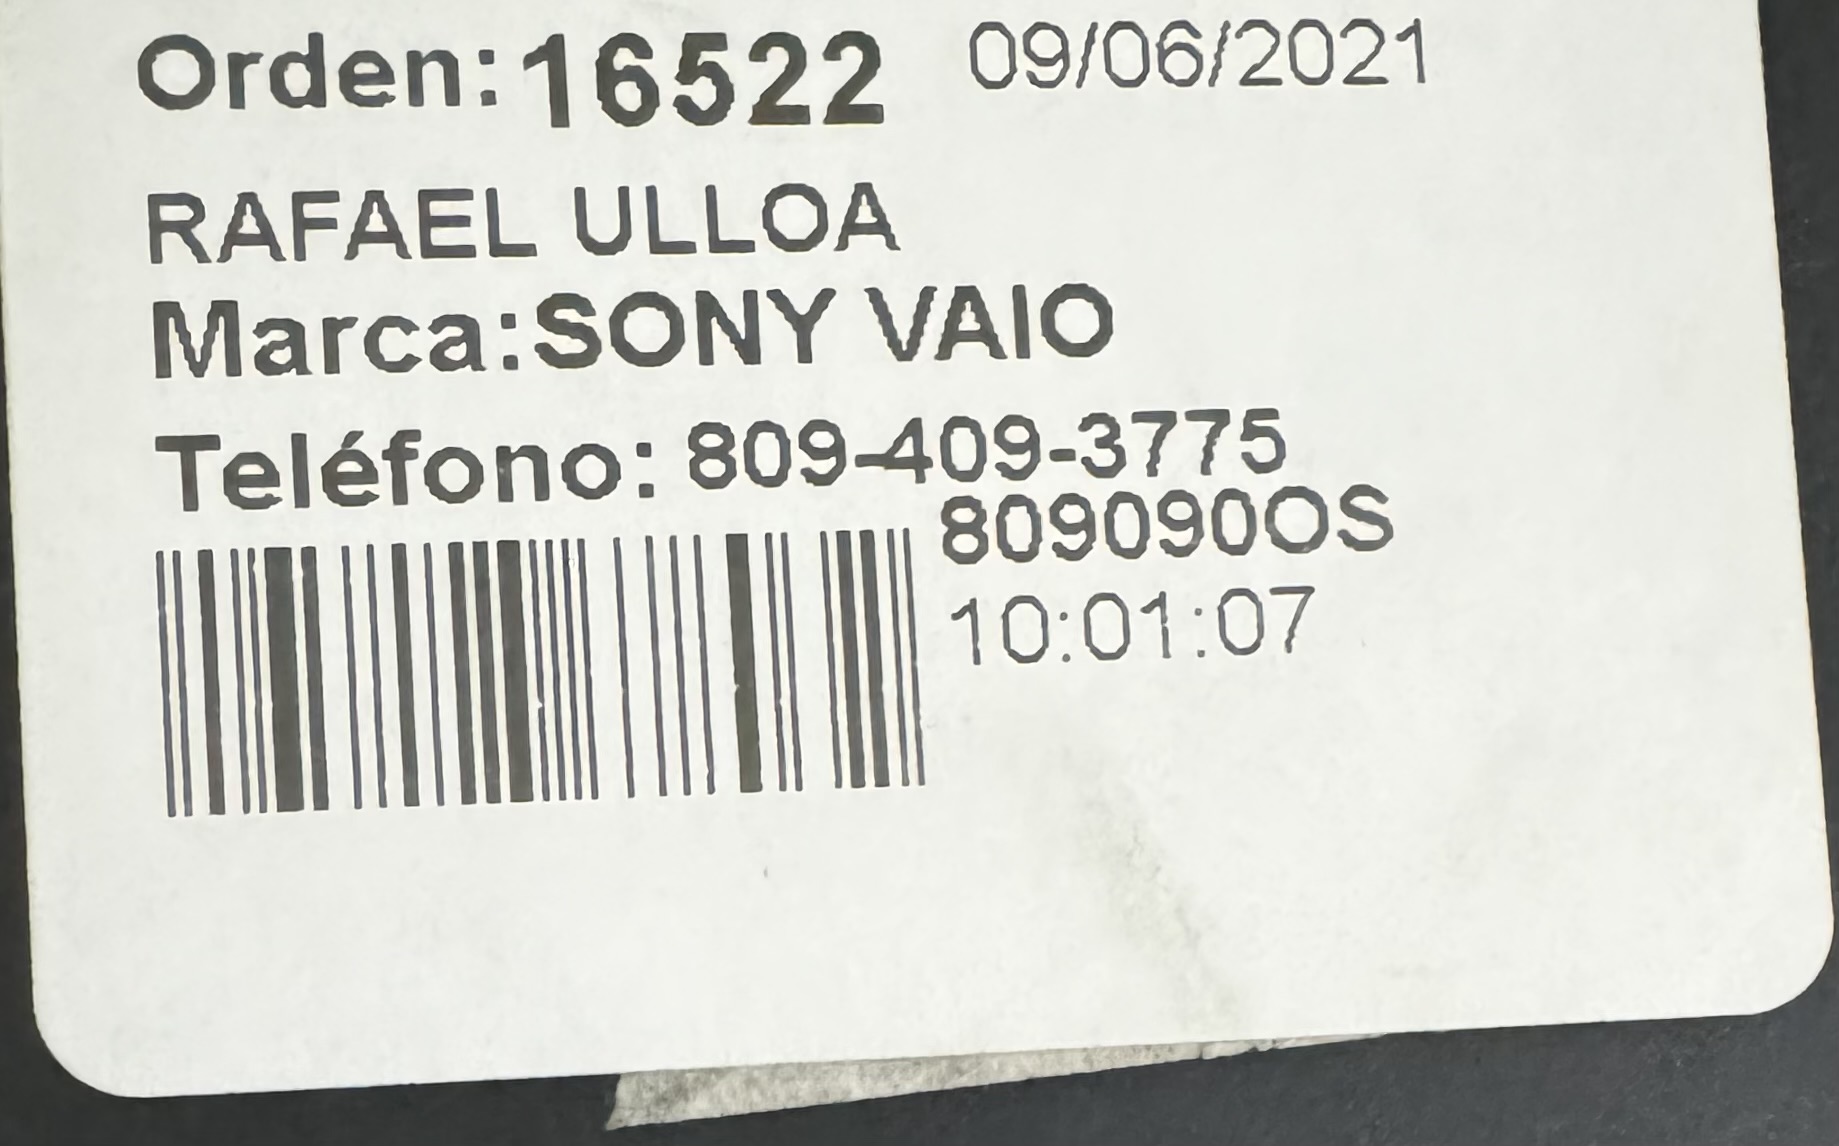 Orden: 16522 09/06/2021
RAFAEL ULLOA
Marca:SONY VAIO
Teléfono: 809-409-3775
809090OS
10:01:07